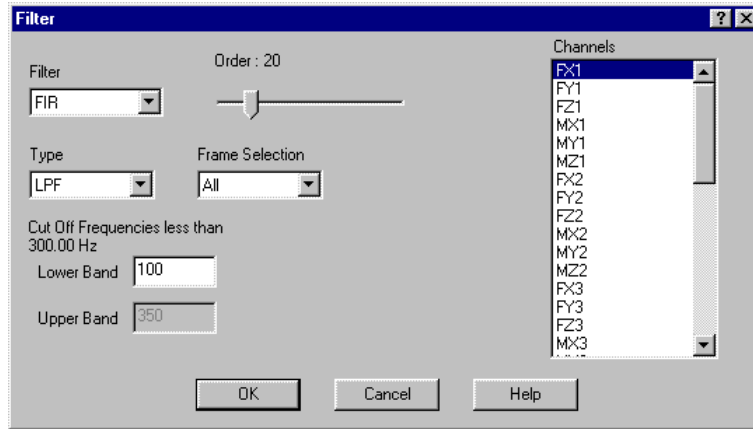 Filter
Order : 20
Filter
FIR
Type
LPF
Frame Selection
All
Cut Off Frequencies less than
300.00 Hz
Lower Band
100
Upper Band
350
Channels
FX1
FY1
FZ1
MX1
MY1
MZ1
FX2
FY2
FZ2
MX2
MY2
MZ2
FX3
FY3
FZ3
MX3
OK
Cancel
Help